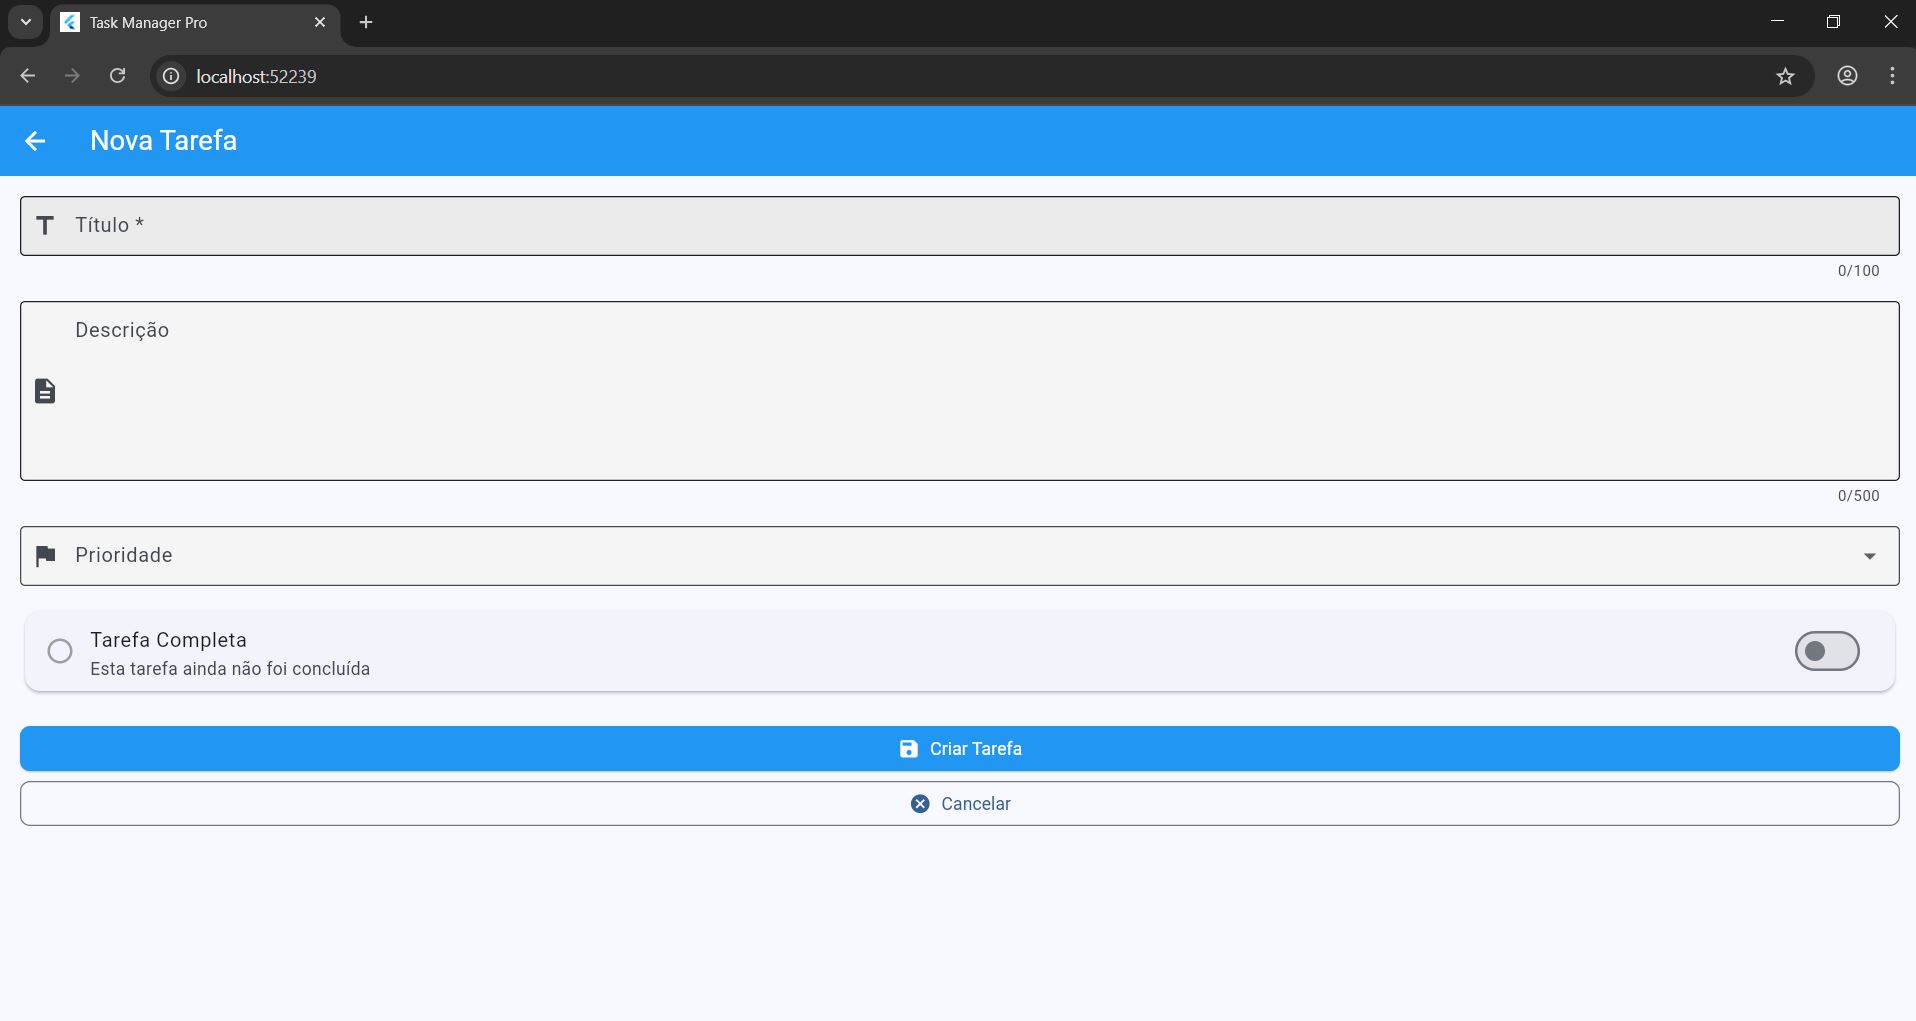 Task Manager Pro
localhost:52239
Nova Tarefa
Título *
0/100
Descrição
0/500
Prioridade
Tarefa Completa
Esta tarefa ainda não foi concluída
Criar Tarefa
Cancelar